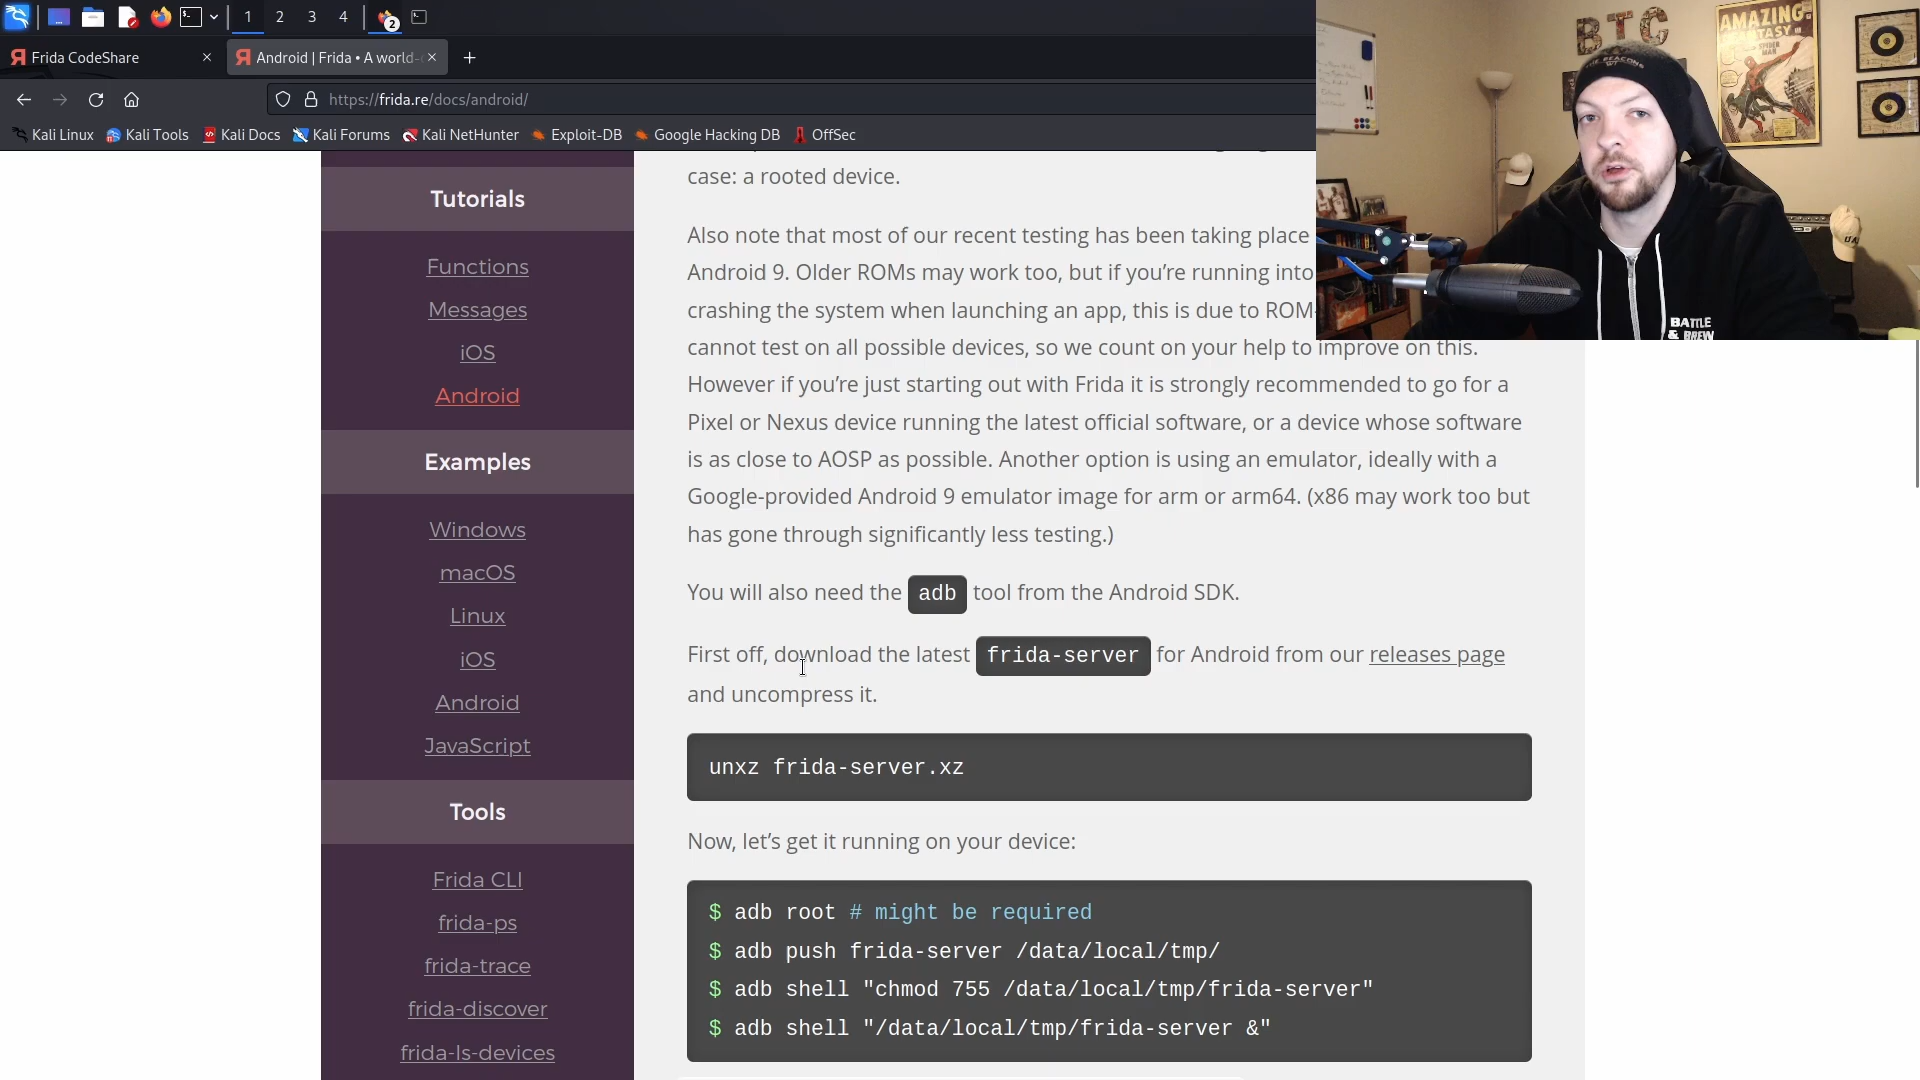 1 2 3 4 2
Frida CodeShare
Android | Frida • A world-
https://frida.re/docs/android/
Kali Linux Kali Tools Kali Docs Kali Forums Kali NetHunter Exploit-DB Google Hacking DB OffSec
BTC
AMAZING
FANTASY
BATTLE
& BREW
Tutorials
Functions
Messages
iOS
Android
Examples
Windows
macOS
Linux
iOS
Android
JavaScript
Tools
Frida CLI
frida-ps
frida-trace
frida-discover
frida-ls-devices
case: a rooted device.
Also note that most of our recent testing has been taking place
Android 9. Older ROMs may work too, but if you’re running into
crashing the system when launching an app, this is due to ROM-
cannot test on all possible devices, so we count on your help to improve on this.
However if you’re just starting out with Frida it is strongly recommended to go for a
Pixel or Nexus device running the latest official software, or a device whose software
is as close to AOSP as possible. Another option is using an emulator, ideally with a
Google-provided Android 9 emulator image for arm or arm64. (x86 may work too but
has gone through significantly less testing.)
You will also need the adb tool from the Android SDK.
First off, download the latest frida-server for Android from our releases page
and uncompress it.
unxz frida-server.xz
Now, let’s get it running on your device:
$ adb root # might be required
$ adb push frida-server /data/local/tmp/
$ adb shell "chmod 755 /data/local/tmp/frida-server"
$ adb shell "/data/local/tmp/frida-server &"